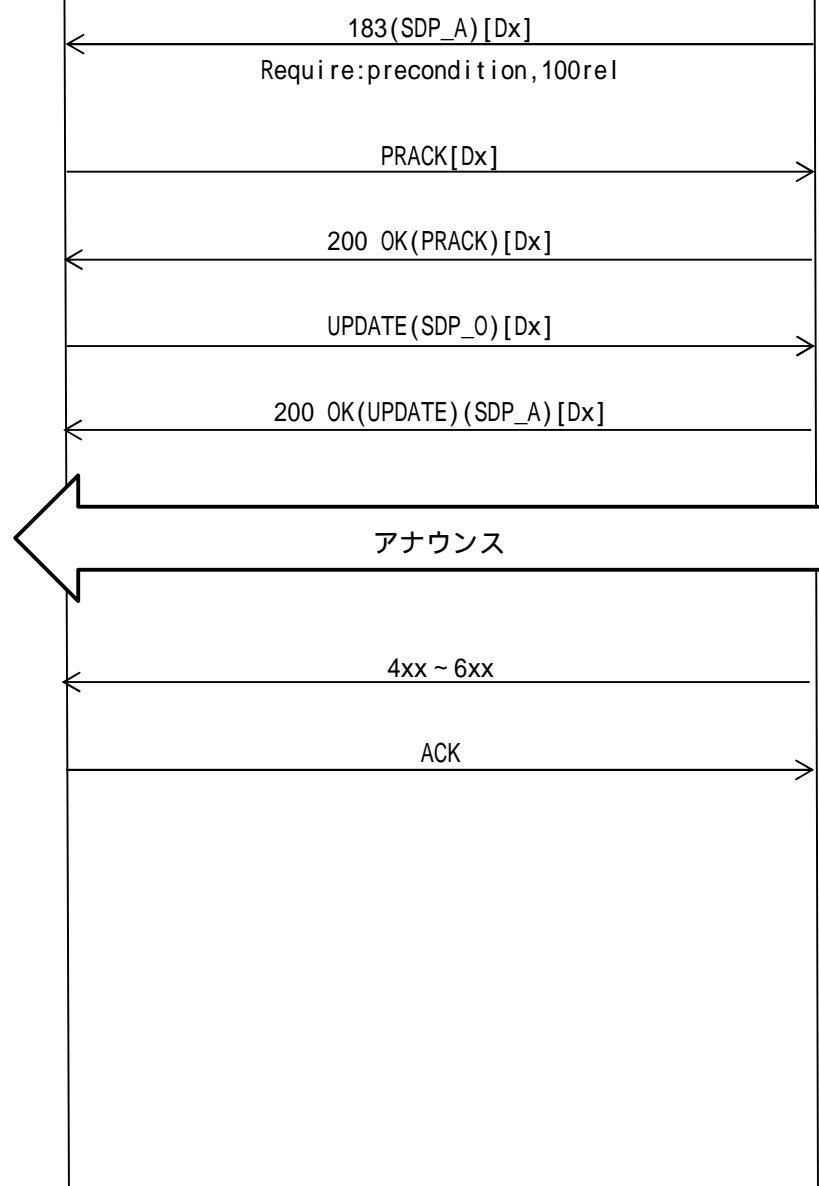 183(SDP_A)[Dx]
Require:precondition,100rel
PRACK[Dx]
200 OK(PRACK)[Dx]
UPDATE(SDP_O)[Dx]
200 OK(UPDATE)(SDP_A)[Dx]
アナウンス
4xx～6xx
ACK